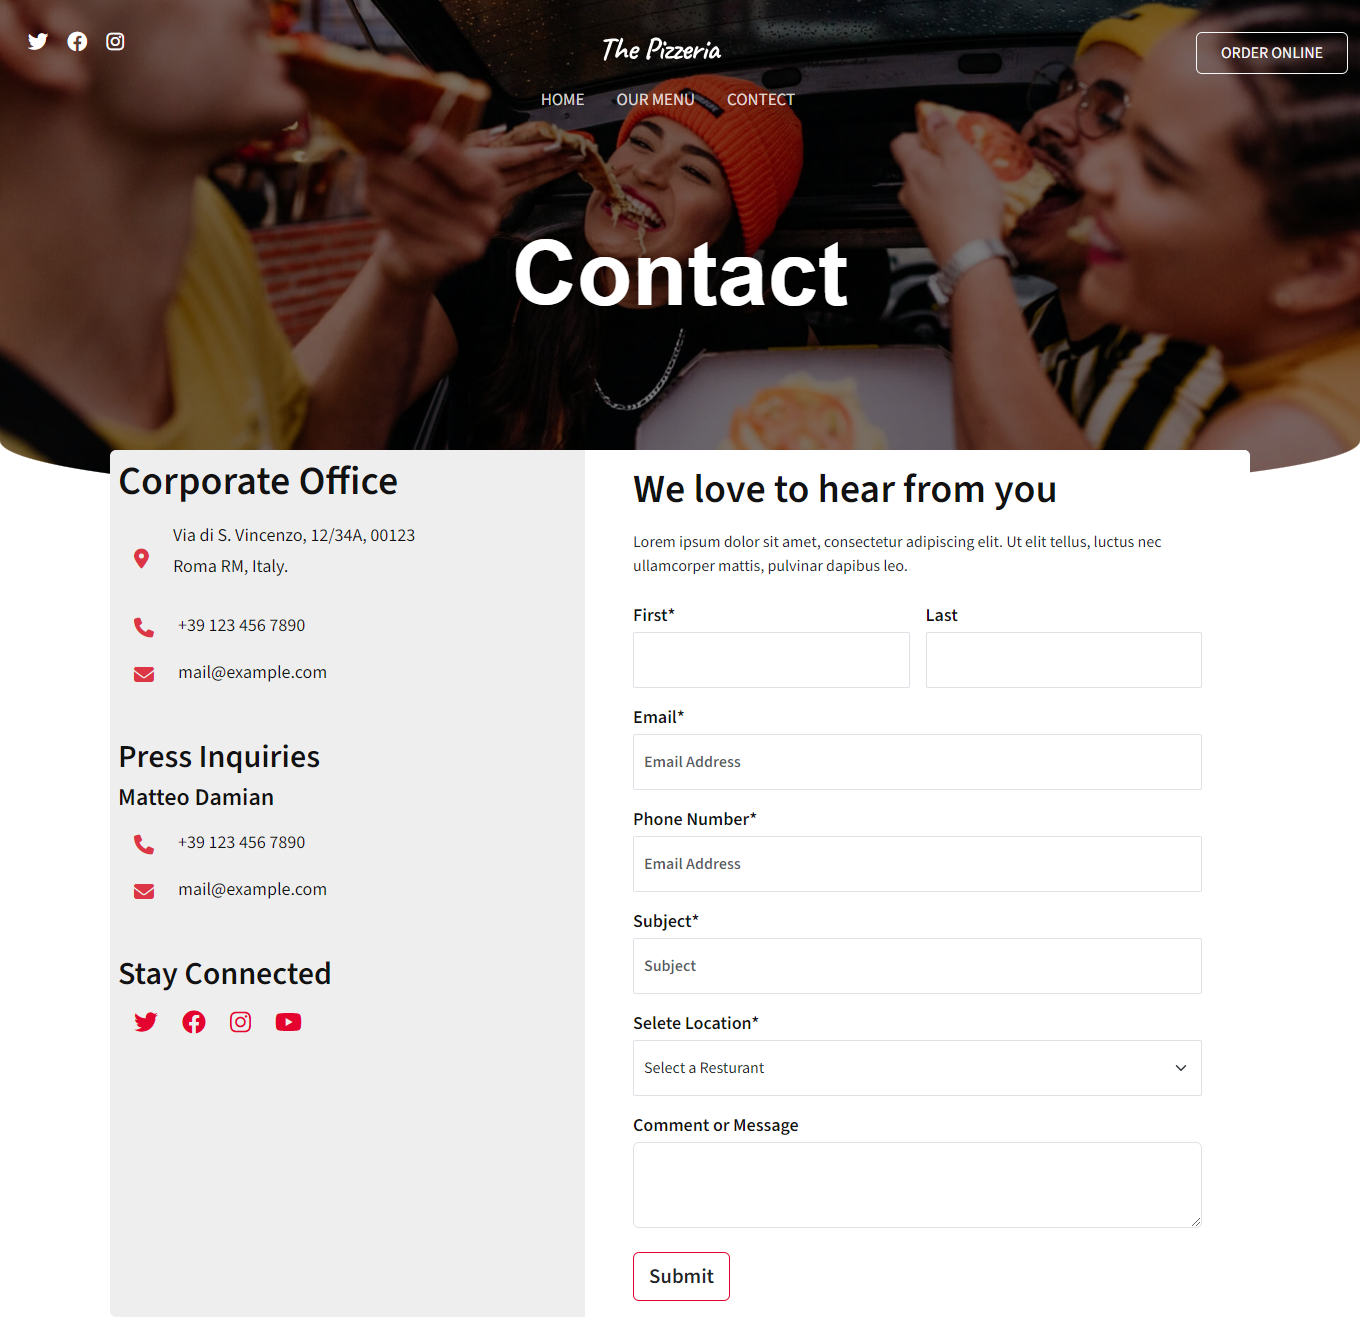 The Pizzeria
ORDER ONLINE
HOME OUR MENU CONTACT
Contact
Corporate Office
Via di S. Vincenzo, 12/34A, 00123
Roma RM, Italy.
+39 123 456 7890
mail@example.com
Press Inquiries
Matteo Damian
+39 123 456 7890
mail@example.com
Stay Connected
We love to hear from you
Lorem ipsum dolor sit amet, consectetur adipiscing elit. Ut elit tellus, luctus nec
ullamcorper mattis, pulvinar dapibus leo.
First* Last
Email*
Email Address
Phone Number*
Email Address
Subject*
Subject
Selete Location*
Select a Resturant
Comment or Message
Submit